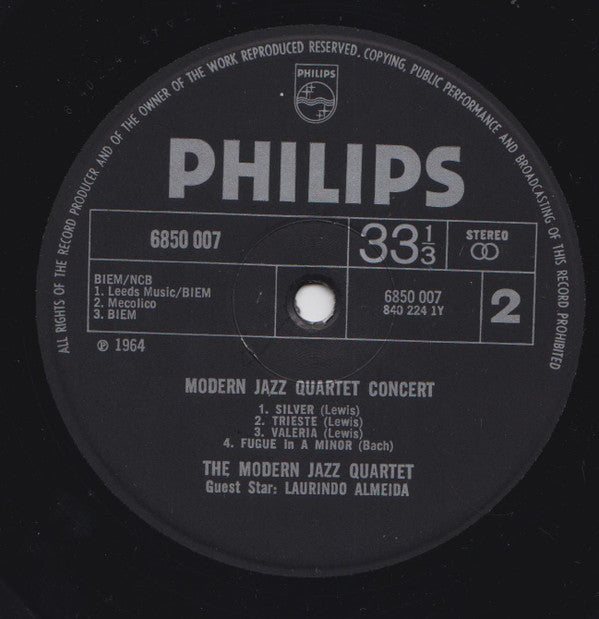 ALL RIGHTS OF THE RECORD PRODUCER AND OF THE OWNER OF THE WORK REPRODUCED RESERVED. COPYING, PUBLIC PERFORMANCE AND BROADCASTING OF THIS RECORD PROHIBITED
PHILIPS
PHILIPS
6850 007
33 1/3
STEREO
BIEM/NCB
1. Leeds Music/BIEM
2. Mecolico
3. BIEM
6850 007
840 224 1Y
2
℗ 1964
MODERN JAZZ QUARTET CONCERT
1. SILVER (Lewis)
2. TRIESTE (Lewis)
3. VALERIA (Lewis)
4. FUGUE in A MINOR (Bach)
THE MODERN JAZZ QUARTET
Guest Star: LAURINDO ALMEIDA